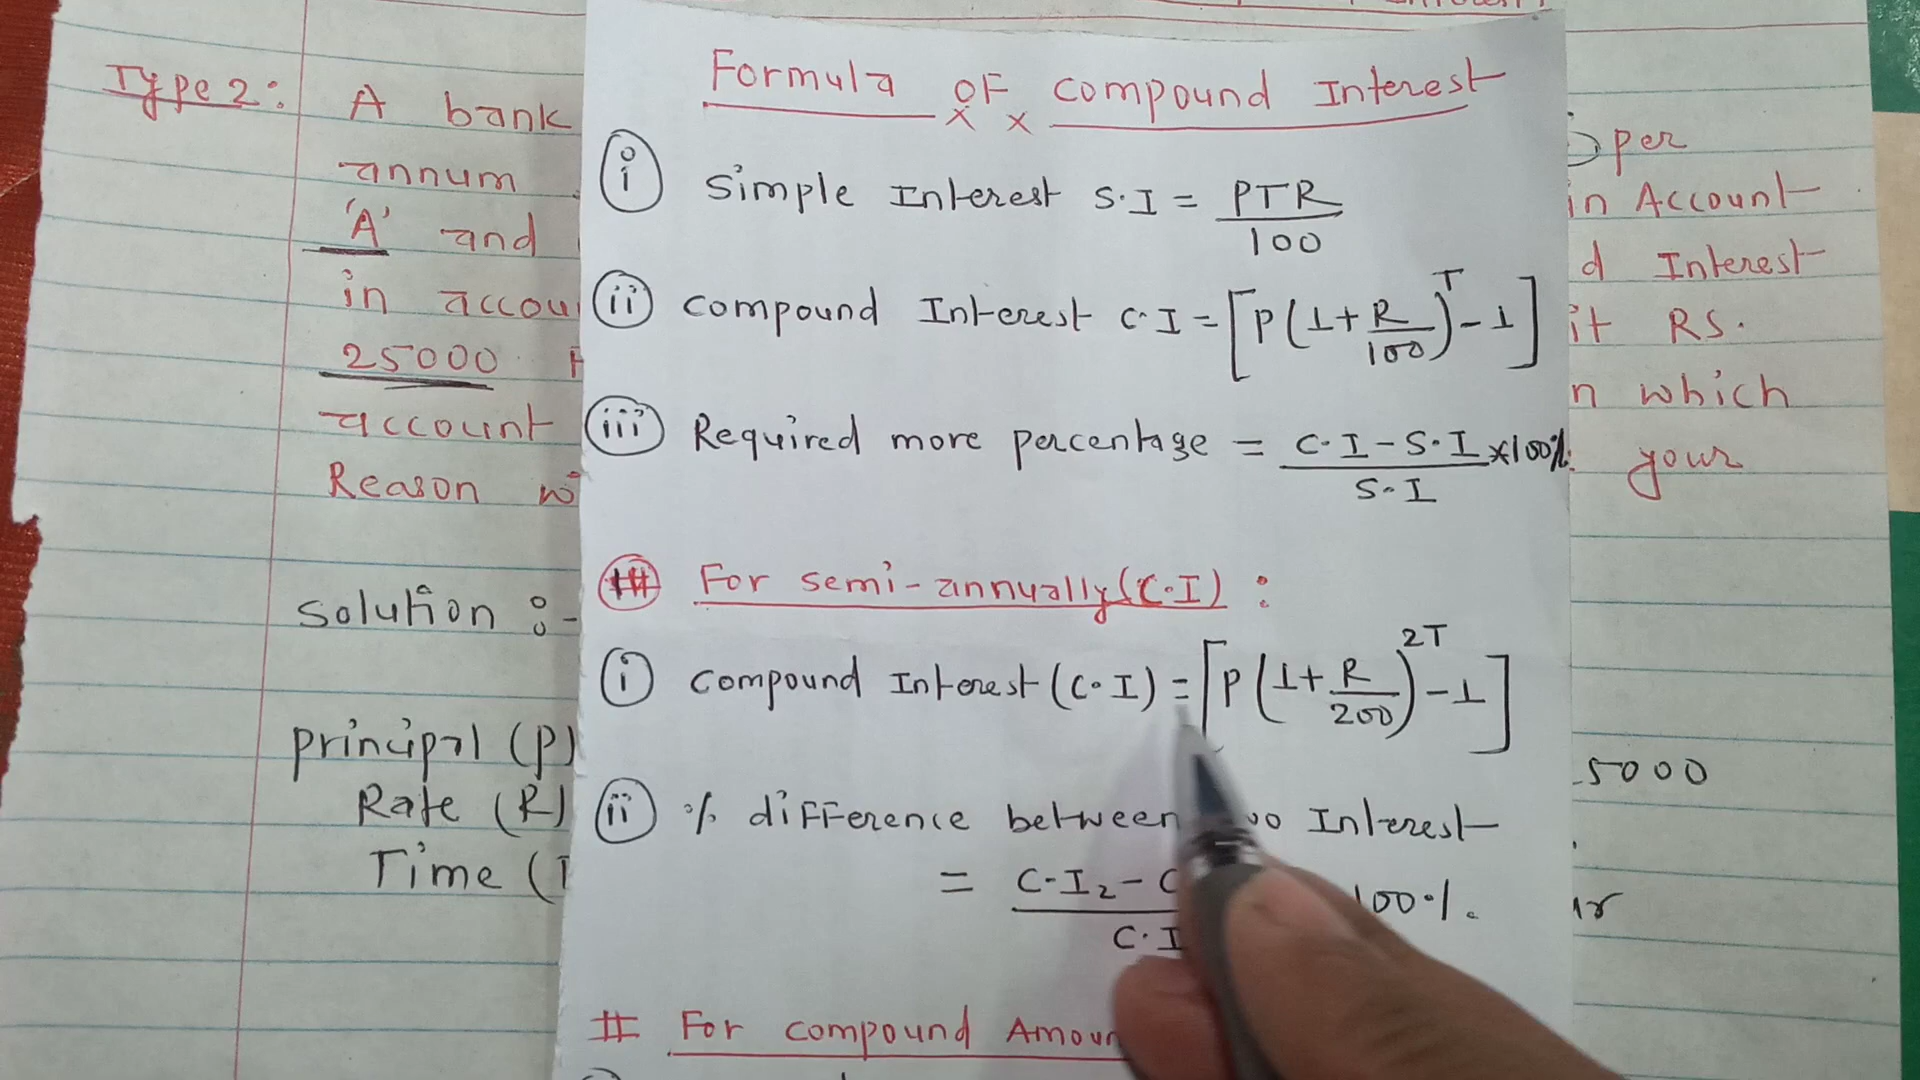 Formula OF compound Interest
(i) Simple Interest S.I = PTR/100
(ii) compound Interest C.I = [P(1+R/100)^T-1]
(iii) Required more percentage = C.I-S.I/S.I×100%
## For semi-annually(C.I) :
(i) compound Interest (C.I) = [P(1+R/200)^2T-1]
(ii) % difference between Interest
= C.I₂-C
C.I
100%.
# For compound Amoun
Type 2: A bank
annum
'A' and
in accou
25000
account
Reason
Solution :-
principal (P)
Rate (R)
Time (
per
in Account
d Interest
it RS.
n which
your
5000